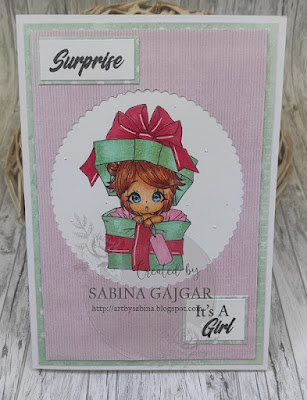 Surprise
Created by
SABINA GAJGAR
http://artbysabina.blogspot.com
It's A
Girl